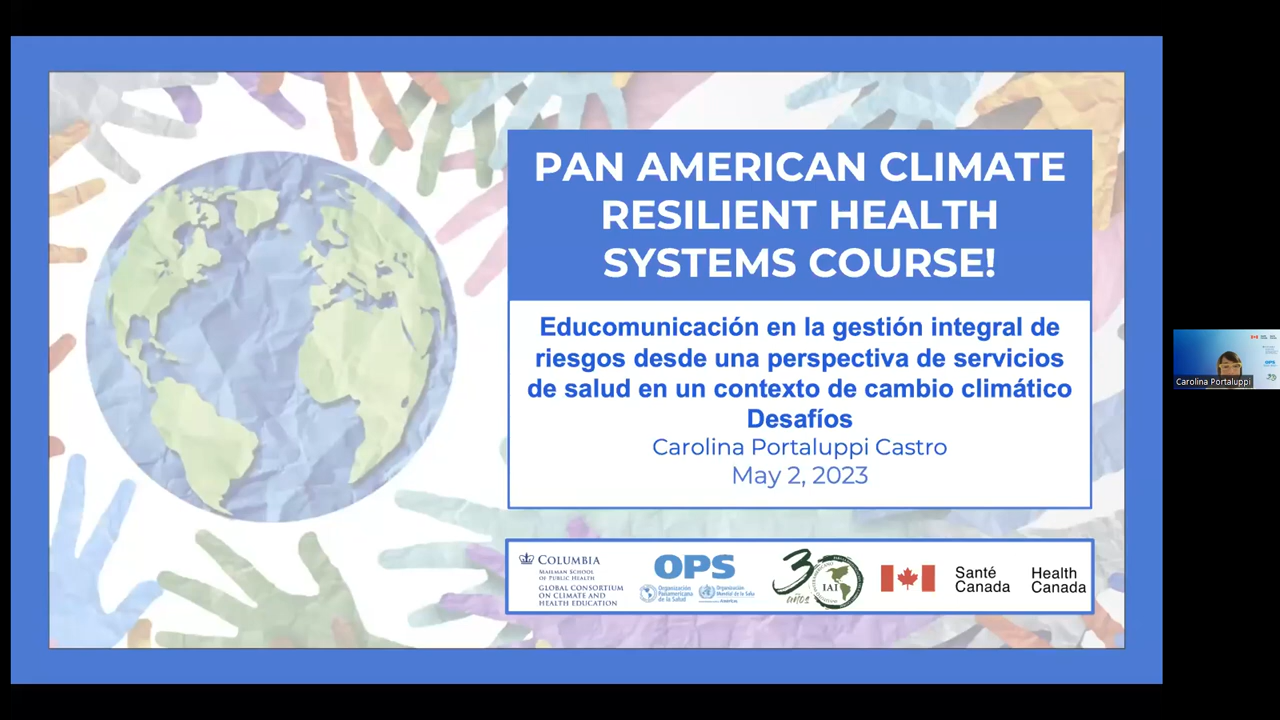 PAN AMERICAN CLIMATE
RESILIENT HEALTH
SYSTEMS COURSE!
Educomunicación en la gestión integral de
riesgos desde una perspectiva de servicios
de salud en un contexto de cambio climático
Desafíos
Carolina Portaluppi Castro
May 2, 2023
COLUMBIA
MAILMAN SCHOOL
OF PUBLIC HEALTH
GLOBAL CONSORTIUM
ON CLIMATE AND
HEALTH EDUCATION
OPS
Organización
Panamericana
de la Salud
Organización
Mundial de la Salud
30
años
IAI
Santé
Canada
Health
Canada
OPS
Carolina Portaluppi